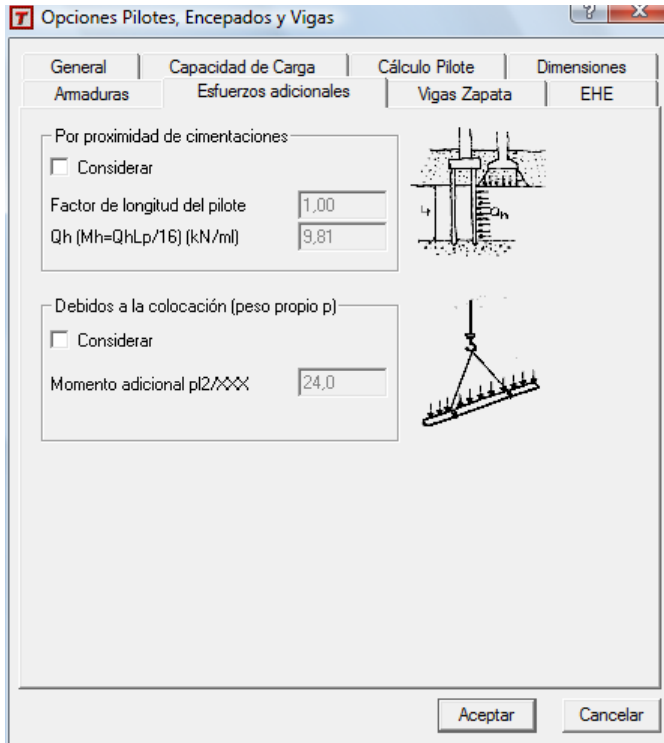 T Opciones Pilotes, Encepados y Vigas
General Capacidad de Carga Cálculo Pilote Dimensiones
Armaduras Esfuerzos adicionales Vigas Zapata EHE
Por proximidad de cimentaciones
Considerar
Factor de longitud del pilote 1,00
Qh (Mh=QhLp/16) (kN/ml) 9,81
Qh
Debidos a la colocación (peso propio p)
Considerar
Momento adicional pl2/XXX 24,0
Aceptar Cancelar